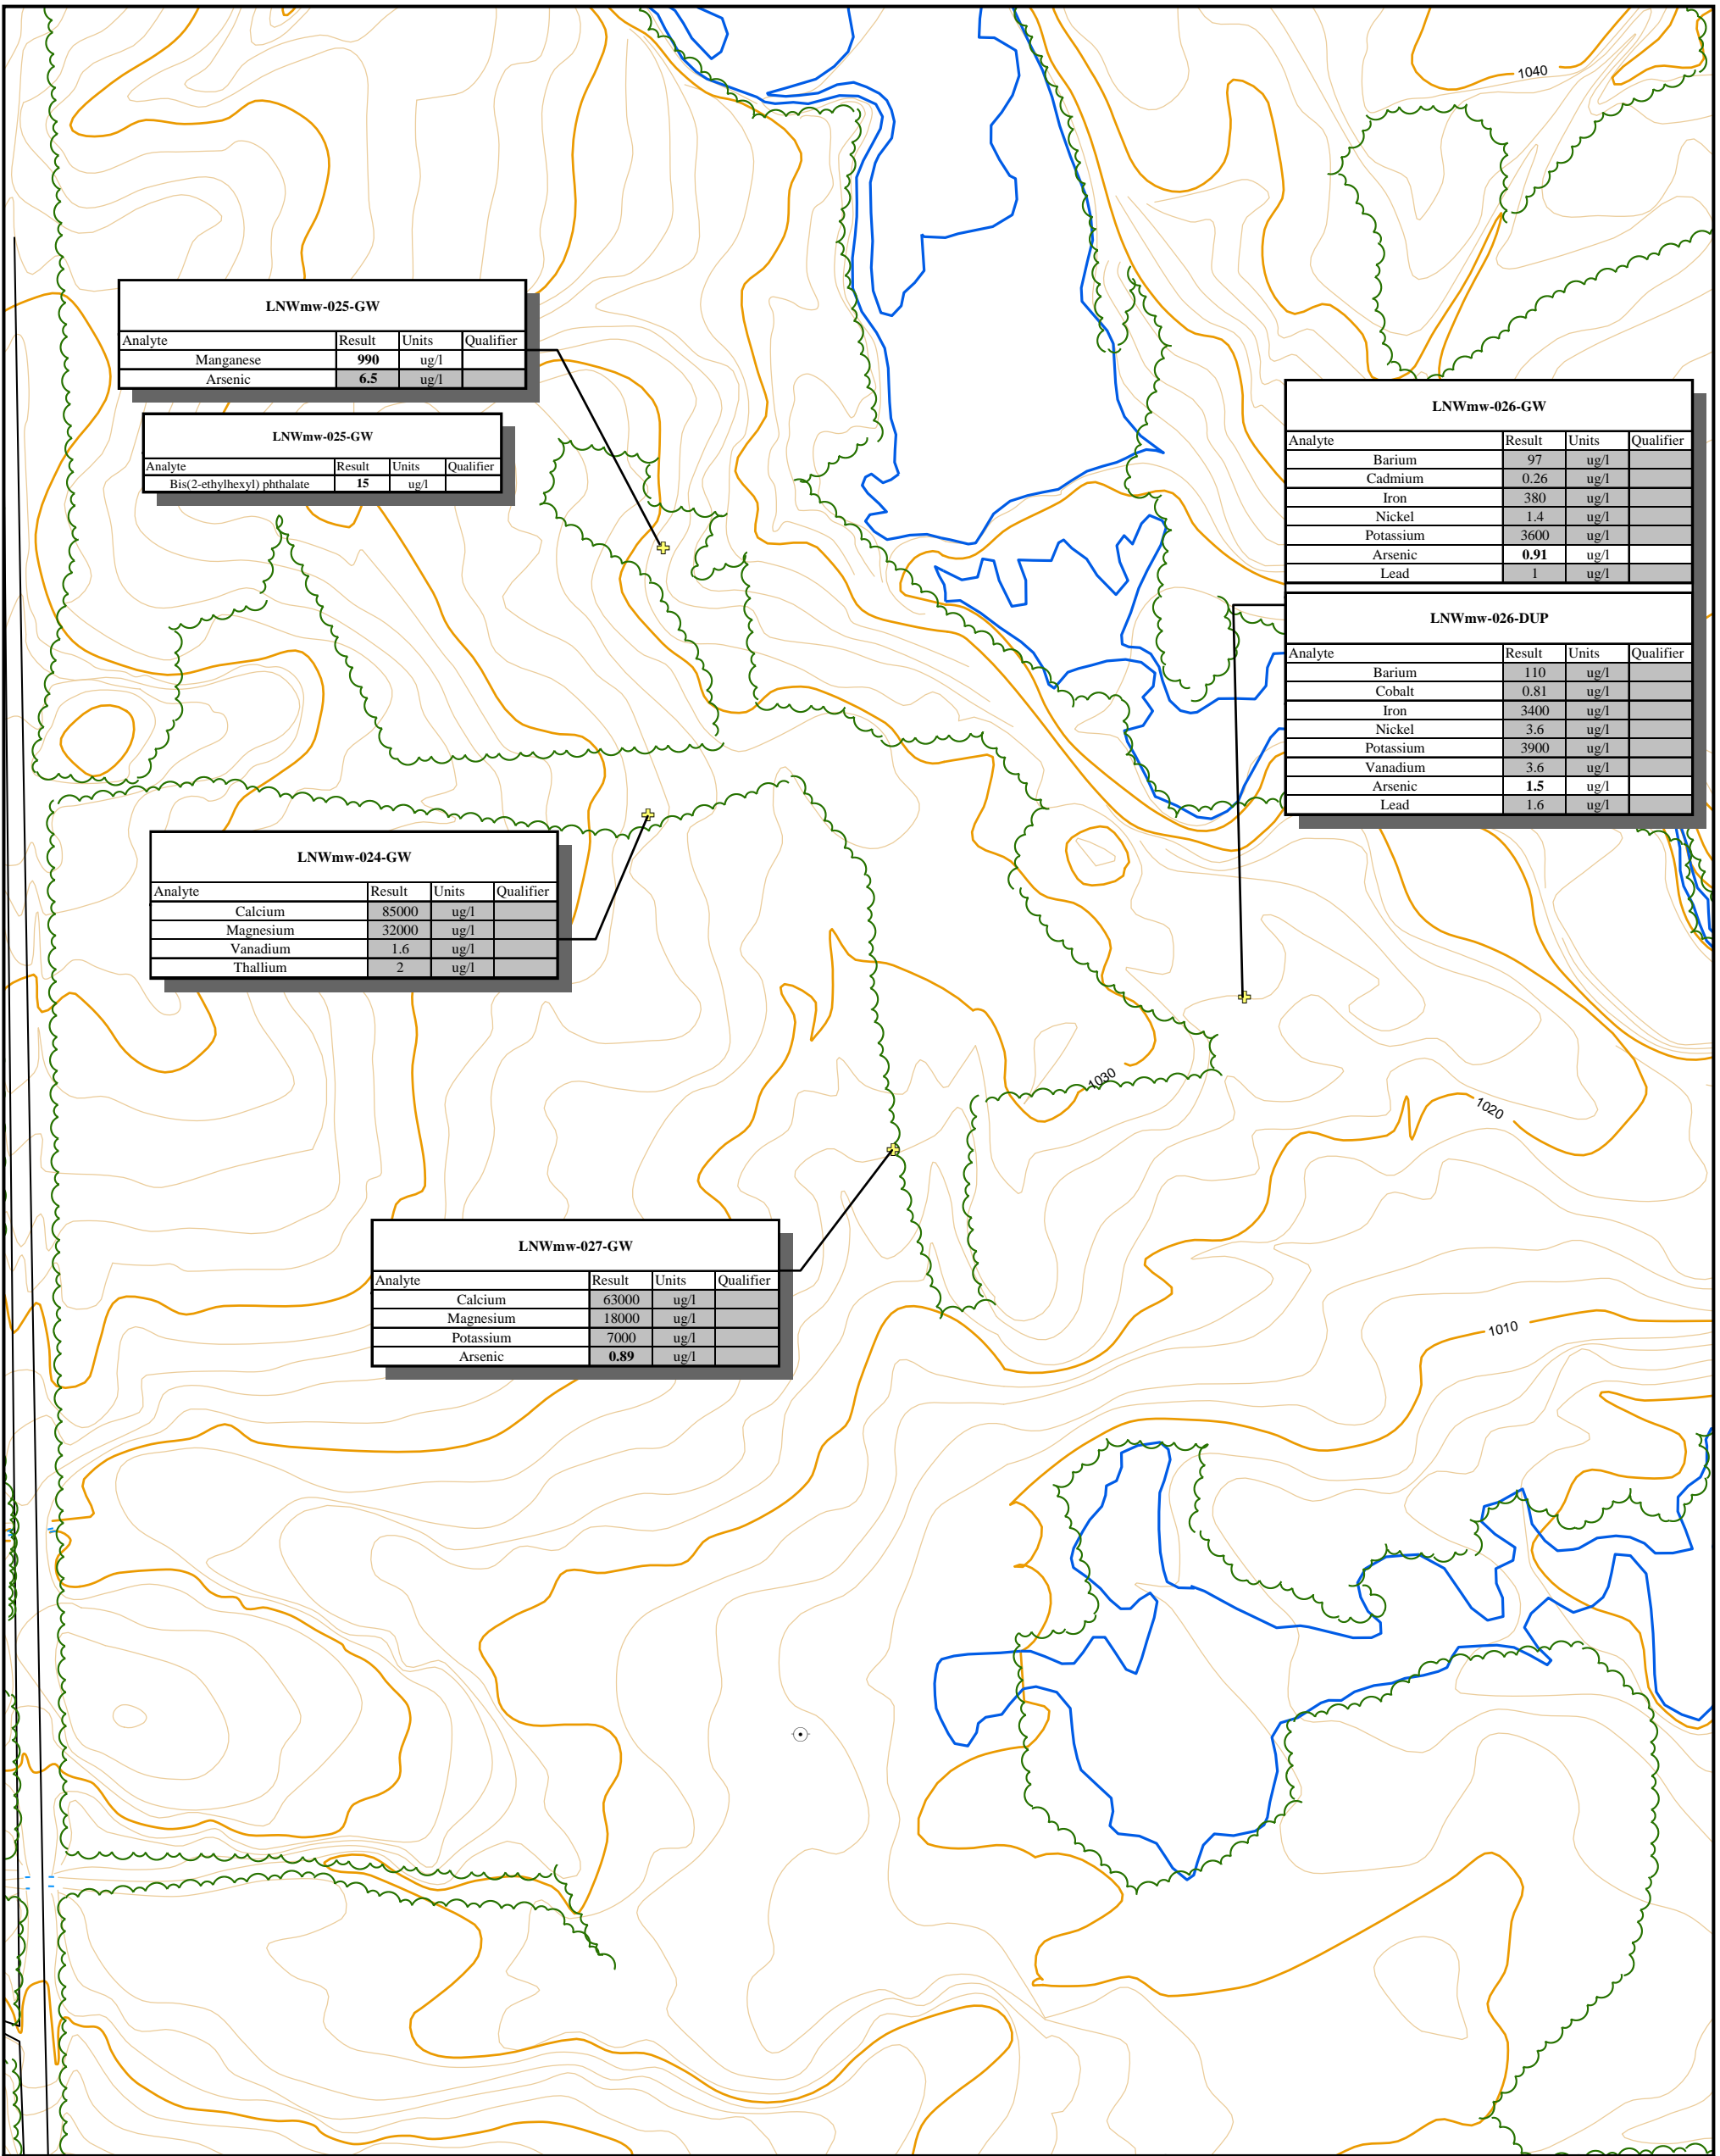 1040
LNWmw-025-GW
Analyte Result Units Qualifier
Manganese 990 ug/l
Arsenic 6.5 ug/l
LNWmw-025-GW
Analyte Result Units Qualifier
Bis(2-ethylhexyl) phthalate 15 ug/l
LNWmw-026-GW
Analyte Result Units Qualifier
Barium 97 ug/l
Cadmium 0.26 ug/l
Iron 380 ug/l
Nickel 1.4 ug/l
Potassium 3600 ug/l
Arsenic 0.91 ug/l
Lead 1 ug/l
LNWmw-026-DUP
Analyte Result Units Qualifier
Barium 110 ug/l
Cobalt 0.81 ug/l
Iron 3400 ug/l
Nickel 3.6 ug/l
Potassium 3900 ug/l
Vanadium 3.6 ug/l
Arsenic 1.5 ug/l
Lead 1.6 ug/l
LNWmw-024-GW
Analyte Result Units Qualifier
Calcium 85000 ug/l
Magnesium 32000 ug/l
Vanadium 1.6 ug/l
Thallium 2 ug/l
1030
1020
LNWmw-027-GW
Analyte Result Units Qualifier
Calcium 63000 ug/l
Magnesium 18000 ug/l
Potassium 7000 ug/l
Arsenic 0.89 ug/l
1010